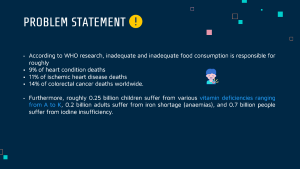 PROBLEM STATEMENT !
• According to WHO research, inadequate and inadequate food consumption is responsible for
roughly
• 9% of heart condition deaths
• 11% of ischemic heart disease deaths
• 14% of colorectal cancer deaths worldwide.
• Furthermore, roughly 0.25 billion children suffer from various vitamin deficiencies ranging
from A to K, 0.2 billion adults suffer from iron shortage (anaemias), and 0.7 billion people
suffer from iodine insufficiency.